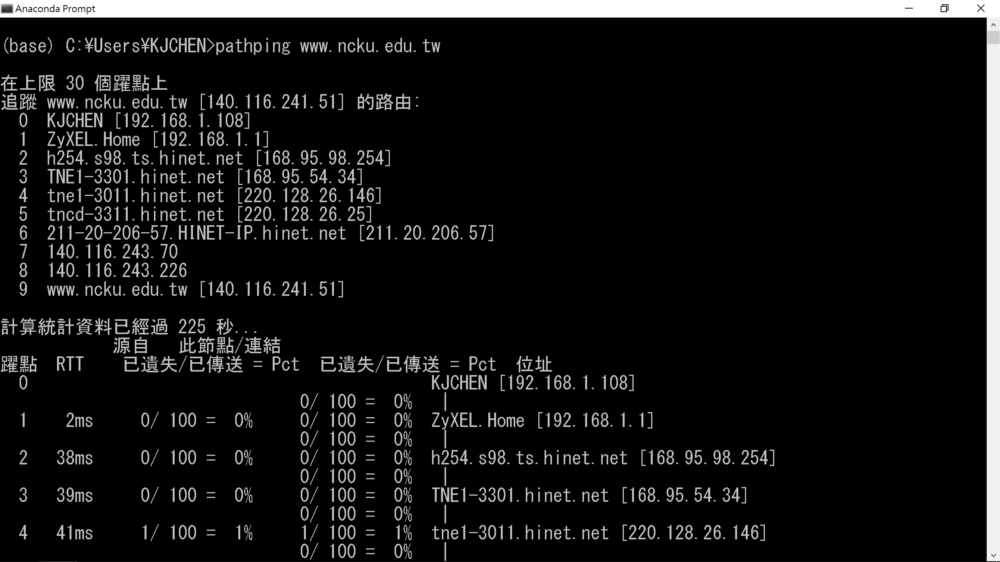 Anaconda Prompt
(base) C:¥Users¥KJCHEN>pathping www.ncku.edu.tw
在上限 30 個躍點上
追蹤 www.ncku.edu.tw [140.116.241.51] 的路由:
0 KJCHEN [192.168.1.108]
1 ZyXEL.Home [192.168.1.1]
2 h254.s98.ts.hinet.net [168.95.98.254]
3 TNE1-3301.hinet.net [168.95.54.34]
4 tne1-3011.hinet.net [220.128.26.146]
5 tncd-3311.hinet.net [220.128.26.25]
6 211-20-206-57.HINET-IP.hinet.net [211.20.206.57]
7 140.116.243.70
8 140.116.243.226
9 www.ncku.edu.tw [140.116.241.51]
計算統計資料已經過 225 秒...
源自 此節點/連結
躍點 RTT 已遺失/已傳送 = Pct 已遺失/已傳送 = Pct 位址
0 KJCHEN [192.168.1.108]
0/ 100 = 0% |
1 2ms 0/ 100 = 0% 0/ 100 = 0% ZyXEL.Home [192.168.1.1]
0/ 100 = 0% |
2 38ms 0/ 100 = 0% 0/ 100 = 0% h254.s98.ts.hinet.net [168.95.98.254]
0/ 100 = 0% |
3 39ms 0/ 100 = 0% 0/ 100 = 0% TNE1-3301.hinet.net [168.95.54.34]
0/ 100 = 0% |
4 41ms 1/ 100 = 1% 1/ 100 = 1% tne1-3011.hinet.net [220.128.26.146]
0/ 100 = 0% |